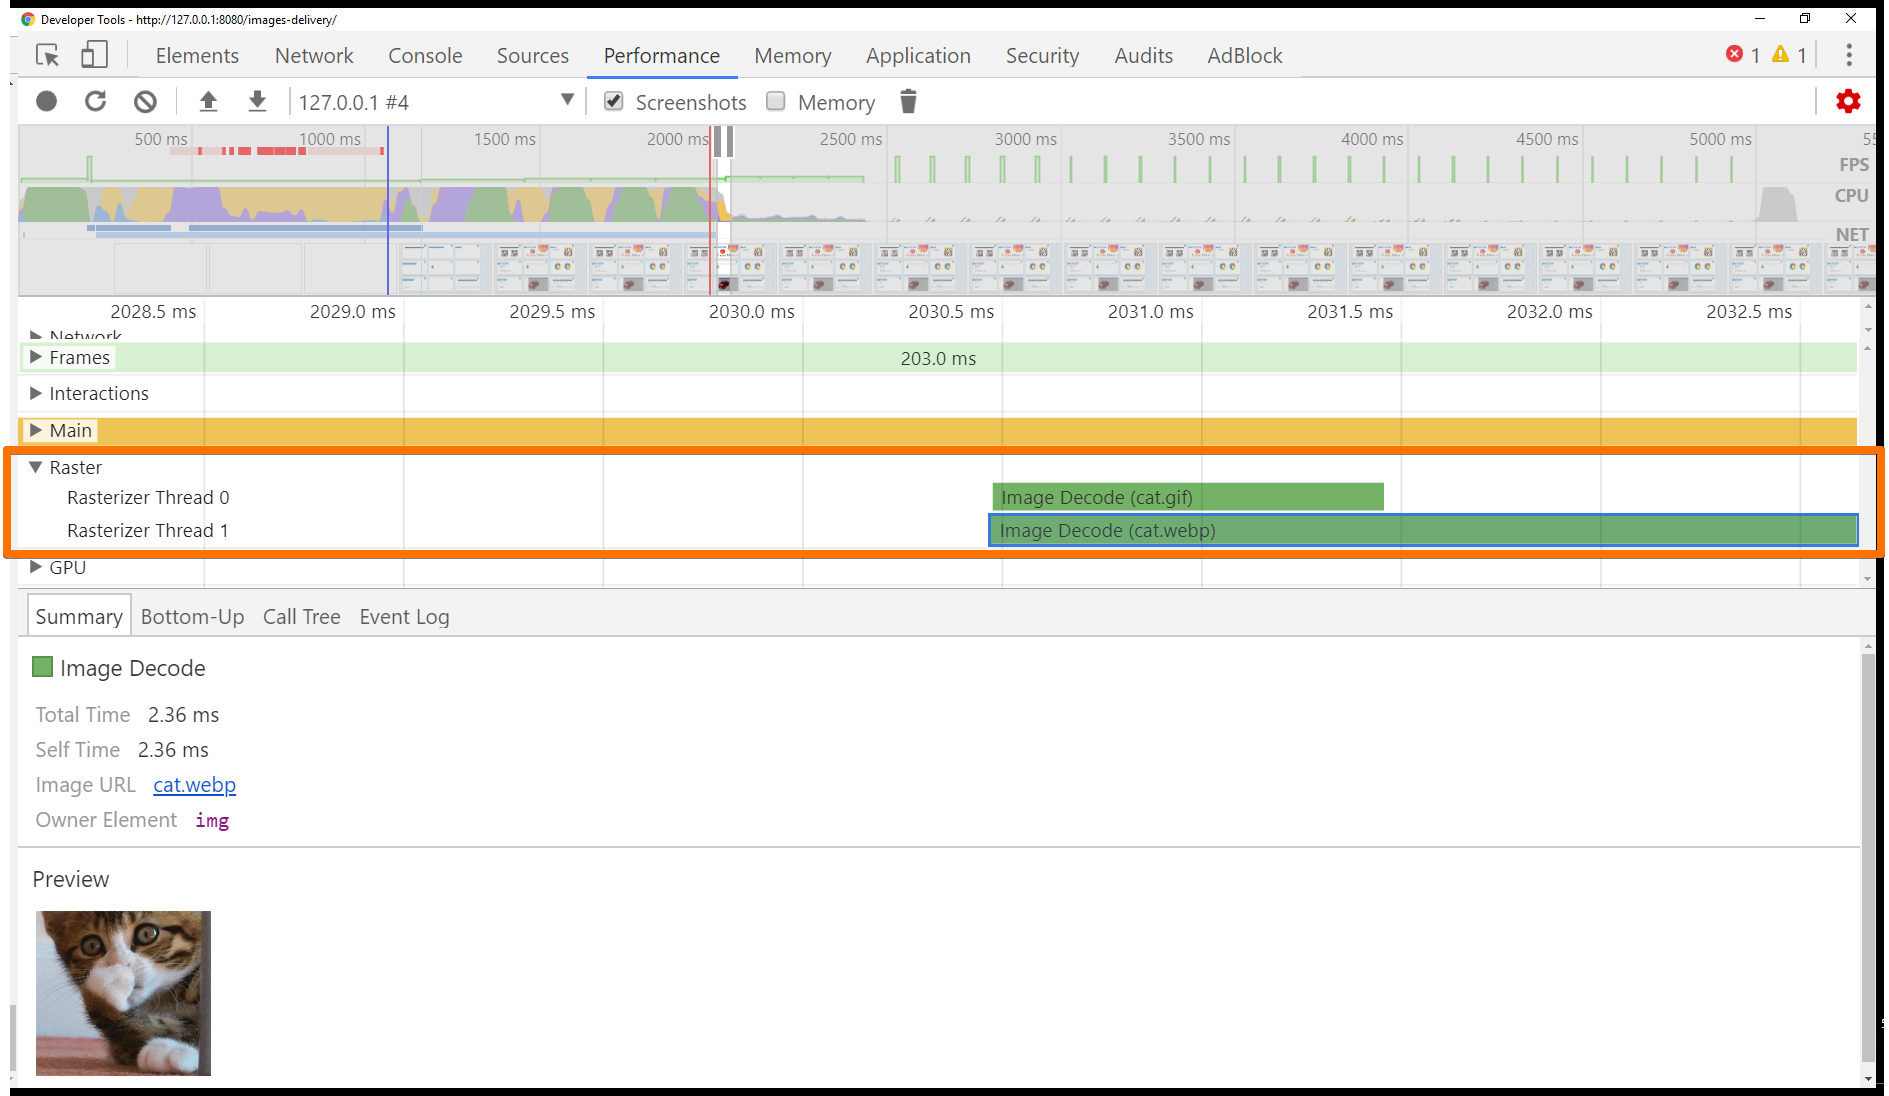 Developer Tools - http://127.0.0.1:8080/images-delivery/
Elements Network Console Sources Performance Memory Application Security Audits AdBlock 1 1
127.0.0.1 #4 Screenshots Memory
500 ms 1000 ms 1500 ms 2000 ms 2500 ms 3000 ms 3500 ms 4000 ms 4500 ms 5000 ms
FPS
CPU
NET
2028.5 ms 2029.0 ms 2029.5 ms 2030.0 ms 2030.5 ms 2031.0 ms 2031.5 ms 2032.0 ms 2032.5 ms
Network
Frames 203.0 ms
Interactions
Main
Raster
Rasterizer Thread 0 Image Decode (cat.gif)
Rasterizer Thread 1 Image Decode (cat.webp)
GPU
Summary Bottom-Up Call Tree Event Log
Image Decode
Total Time 2.36 ms
Self Time 2.36 ms
Image URL cat.webp
Owner Element img
Preview